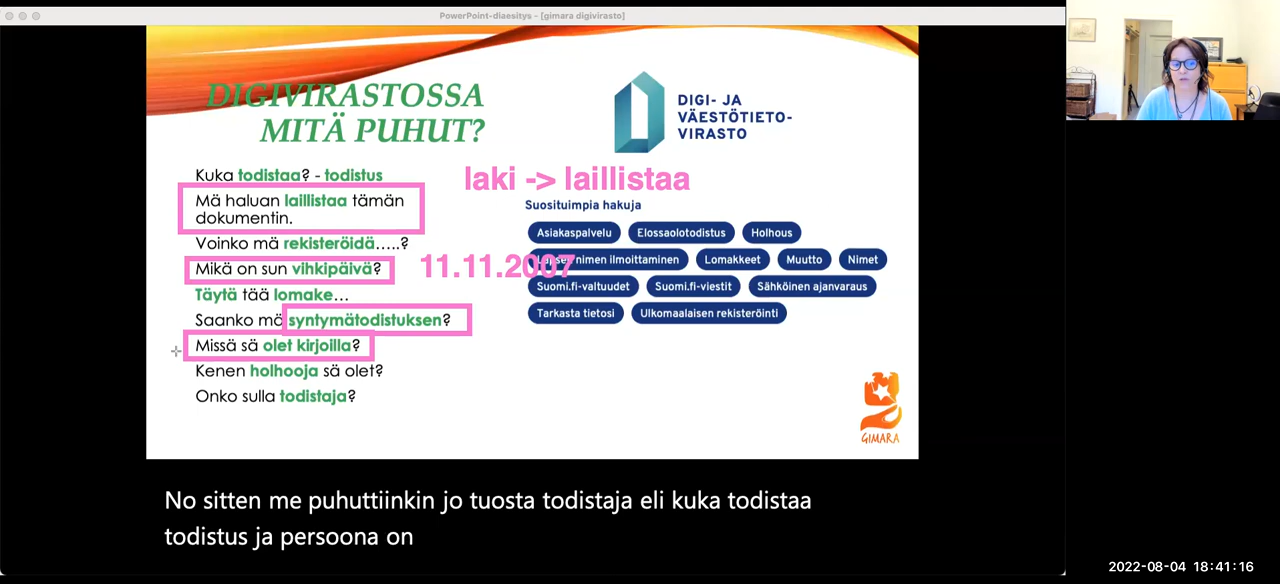 PowerPoint-diaesitys - [gimara digivirasto]
DIGIVIRASTOSSA
MITÄ PUHUT?
DIGI- JA
VÄESTÖTIETO-
VIRASTO
Kuka todistaa? - todistus
laki -> laillistaa
Mä haluan laillistaa tämän
dokumentin.
Voinko mä rekisteröidä…..?
Mikä on sun vihkipäivä?
11.11.2007
Täytä tää lomake…
Saanko mä syntymätodistuksen?
Missä sä olet kirjoilla?
Kenen holhooja sä olet?
Onko sulla todistaja?
Suosituimpia hakuja
Asiakaspalvelu Elossaolotodistus Holhous
nimen ilmoittaminen Lomakkeet Muutto Nimet
Suomi.fi-valtuudet Suomi.fi-viestit Sähköinen ajanvaraus
Tarkasta tietosi Ulkomaalaisen rekisteröinti
GIMARA
No sitten me puhuttiinkin jo tuosta todistaja eli kuka todistaa
todistus ja persoona on
2022-08-04 18:41:16